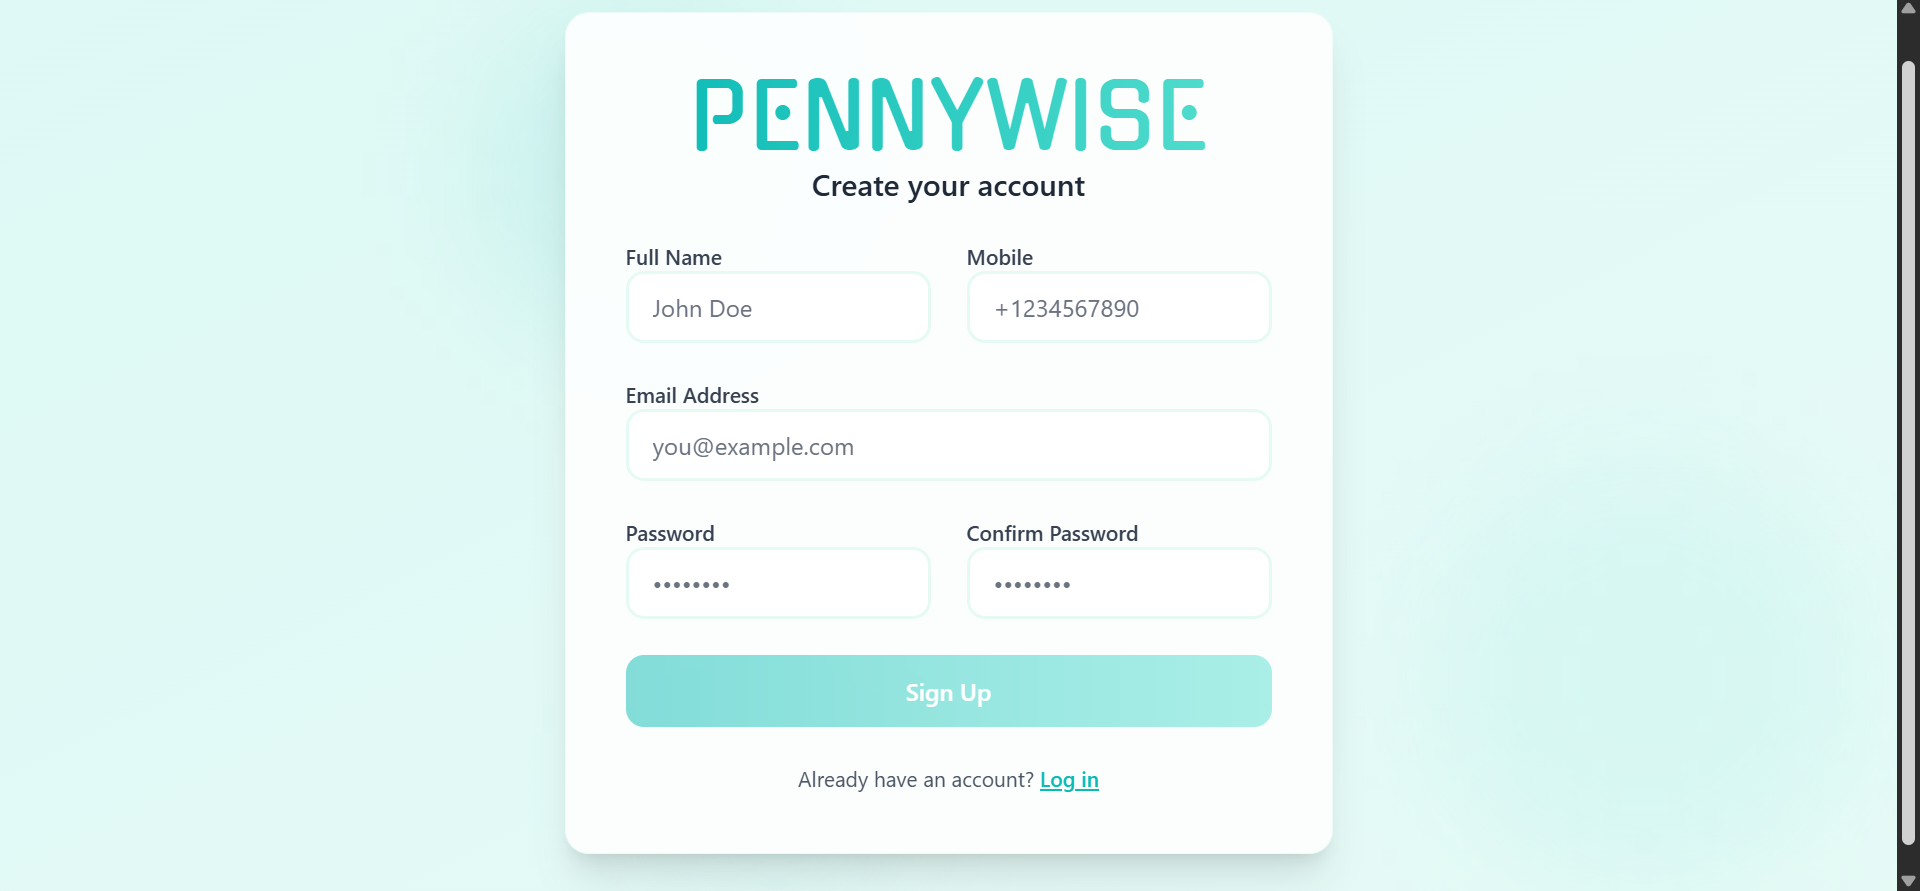 PENNYWISE
Create your account
Full Name Mobile
John Doe +1234567890
Email Address
you@example.com
Password Confirm Password
•••••••• ••••••••
Sign Up
Already have an account? Log in